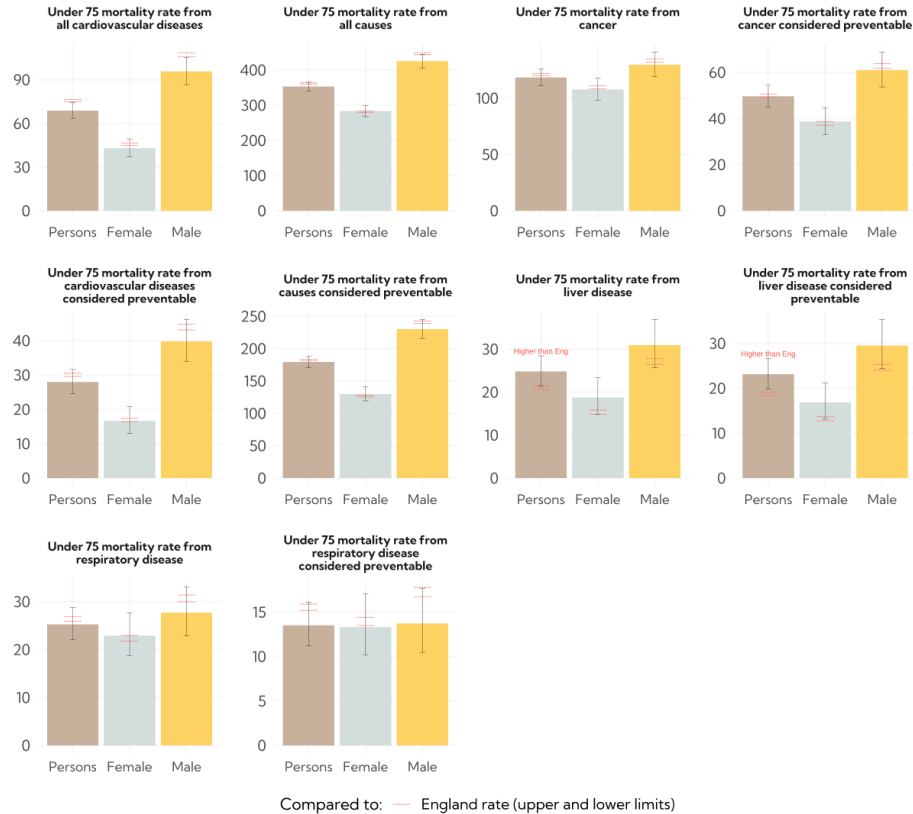 Under 75 mortality rate from
all cardiovascular diseases
Under 75 mortality rate from
all causes
Under 75 mortality rate from
cancer
Under 75 mortality rate from
cancer considered preventable
90
60
30
0
Persons Female Male
400
300
200
100
0
Persons Female Male
100
50
0
Persons Female Male
60
40
20
0
Persons Female Male
Under 75 mortality rate from
cardiovascular diseases
considered preventable
Under 75 mortality rate from
causes considered preventable
Under 75 mortality rate from
liver disease
Under 75 mortality rate from
liver disease considered
preventable
40
30
20
10
0
Persons Female Male
250
200
150
100
50
0
Persons Female Male
30
20
10
0
Higher than Eng
Persons Female Male
30
20
10
0
Higher than Eng
Persons Female Male
Under 75 mortality rate from
respiratory disease
Under 75 mortality rate from
respiratory disease
considered preventable
30
20
10
0
Persons Female Male
15
10
5
0
Persons Female Male
Compared to: England rate (upper and lower limits)